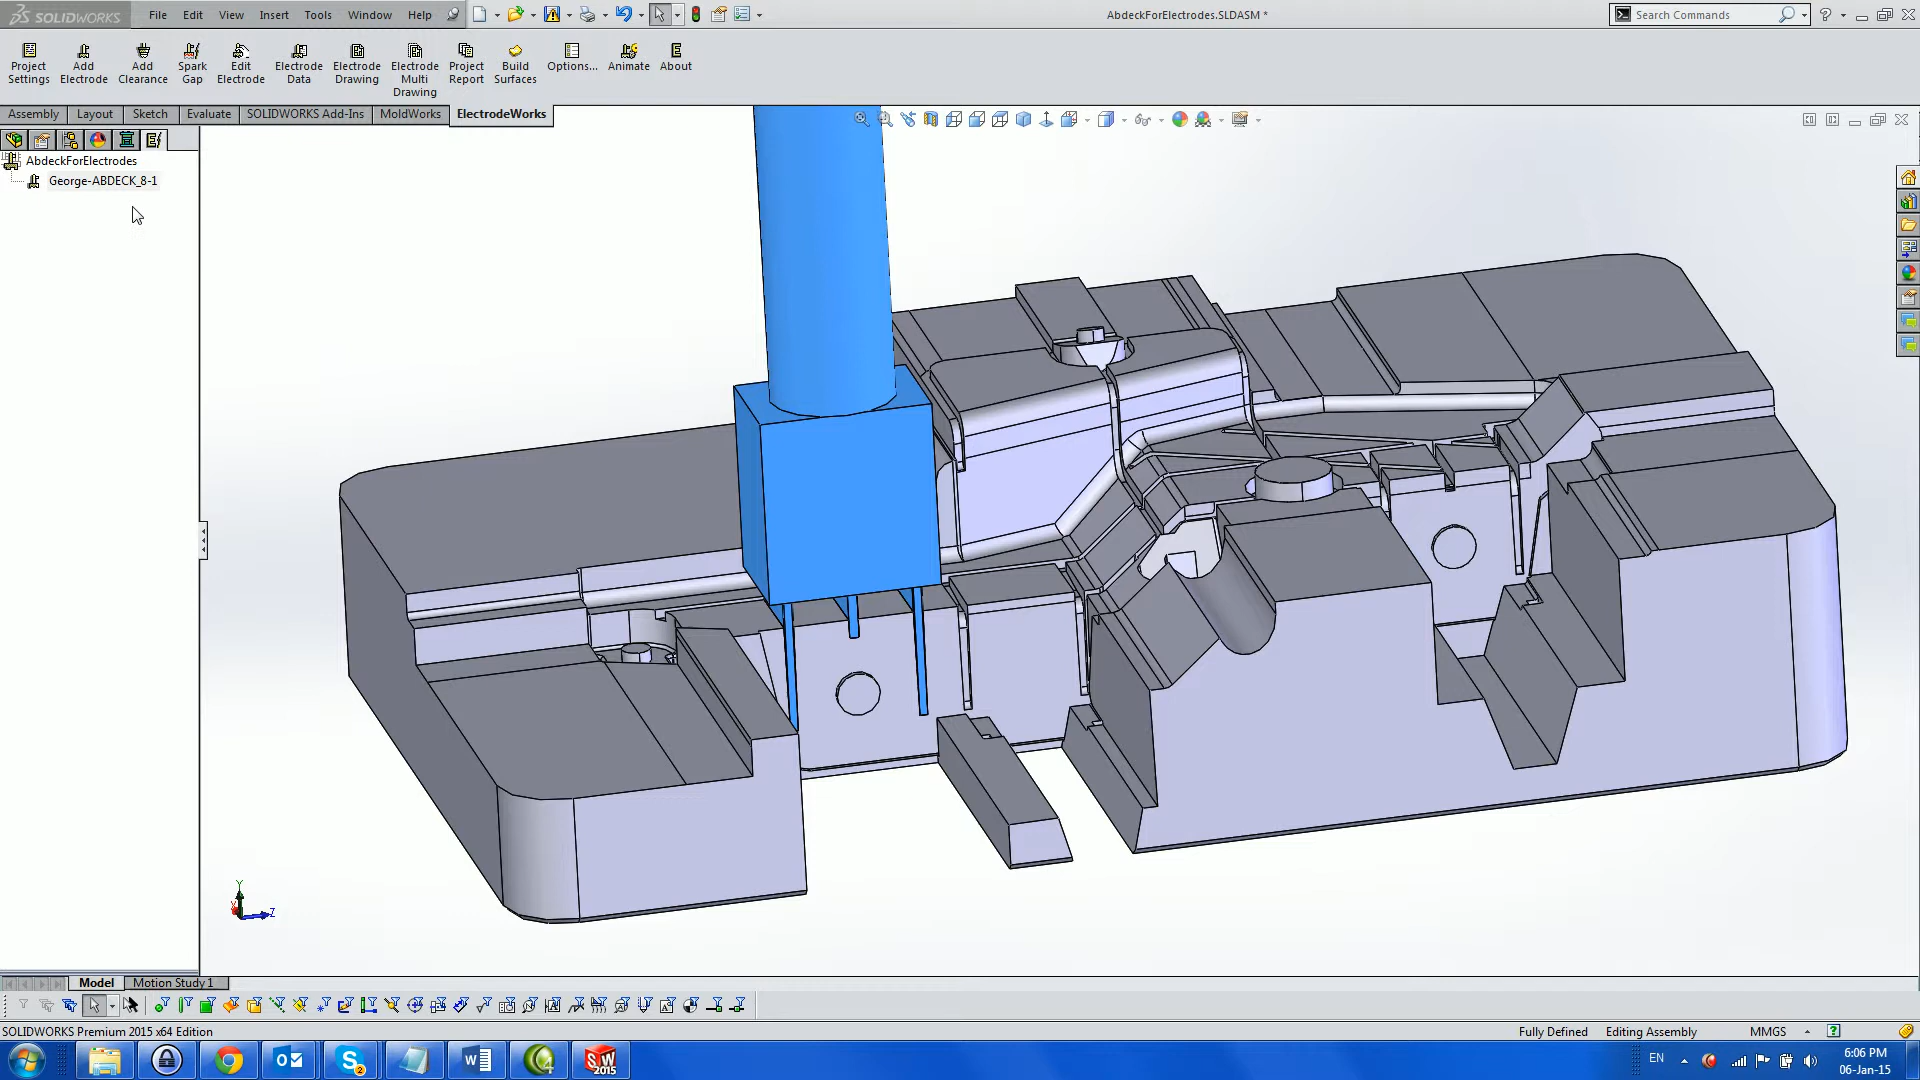 SOLIDWORKS File Edit View Insert Tools Window Help AbdeckForElectrodes.SLDASM * Search Commands
Project Settings
Add Electrode
Add Clearance
Spark Gap
Edit Electrode
Electrode Data
Electrode Drawing
Electrode Multi Drawing
Project Report
Build Surfaces
Options...
Animate
About
Assembly Layout Sketch Evaluate SOLIDWORKS Add-Ins MoldWorks ElectrodeWorks
AbdeckForElectrodes
George-ABDECK_8-1
Y
X
Z
Model Motion Study 1
SOLIDWORKS Premium 2015 x64 Edition Fully Defined Editing Assembly MMGS
EN 6:06 PM
06-Jan-15